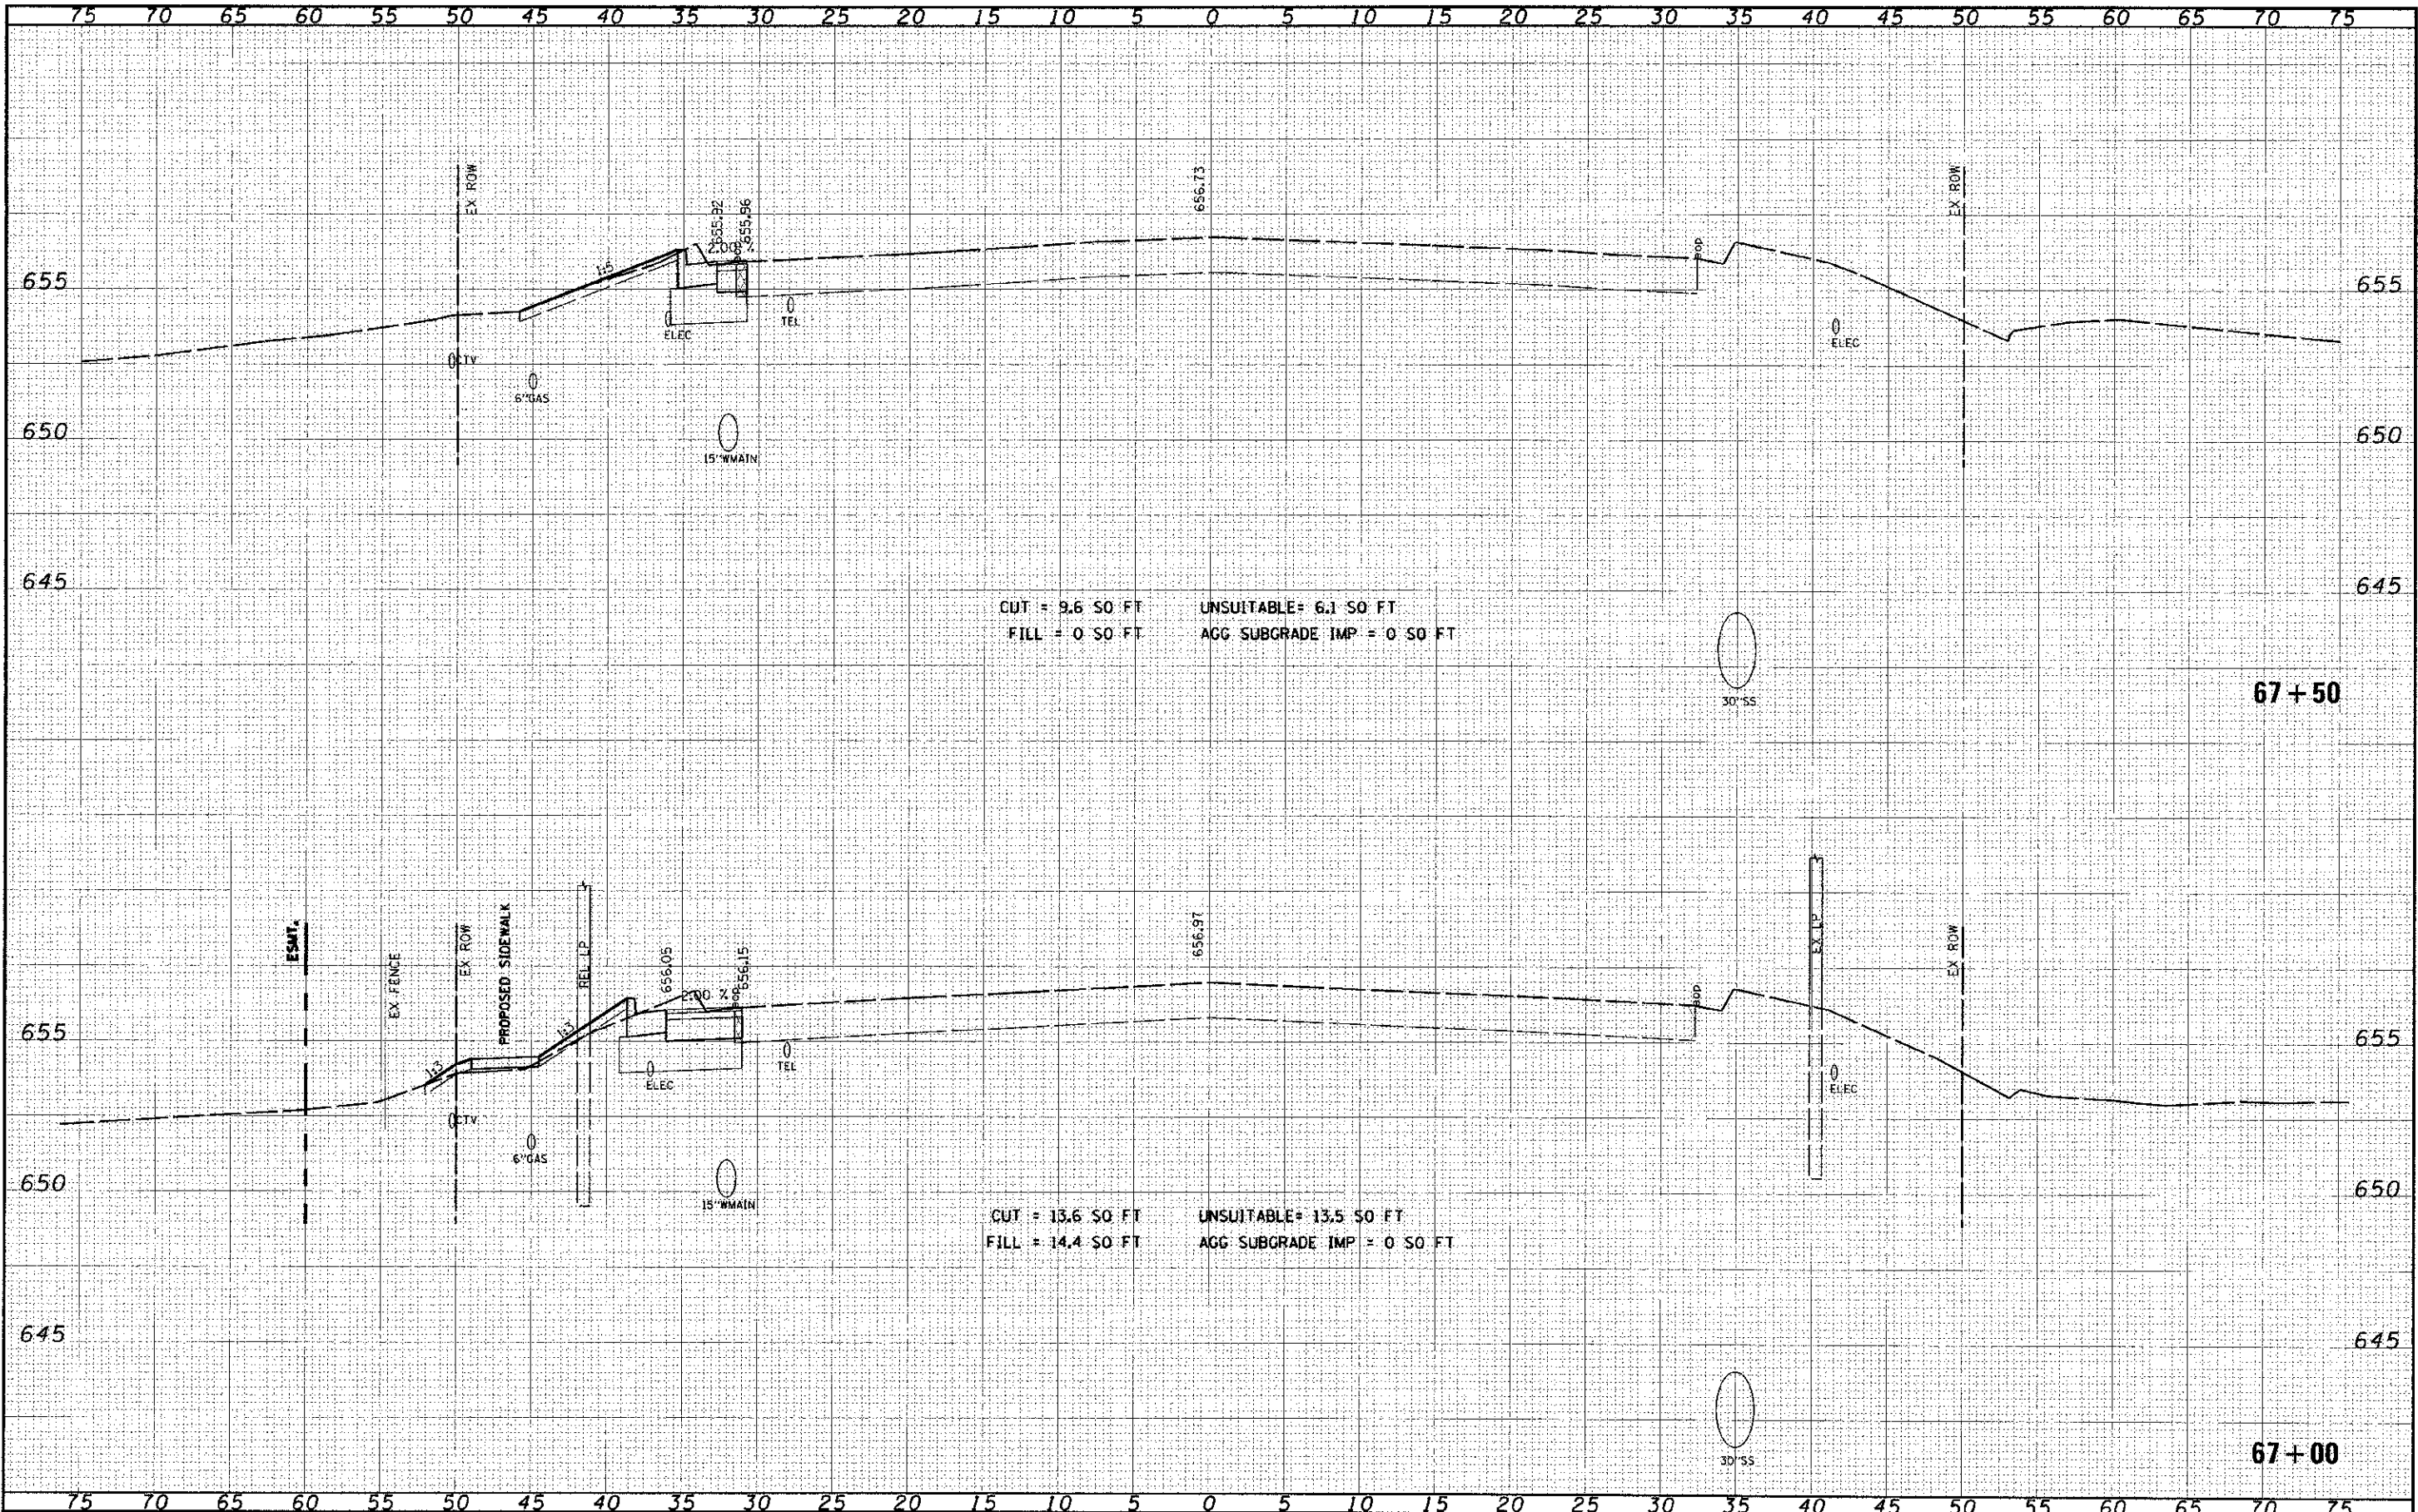 75 70 65 60 55 50 45 40 35 30 25 20 15 10 5 0 5 10 15 20 25 30 35 40 45 50 55 60 65 70 75
EX ROW
655.92
655.96
2.00 %
EOP
1:5
656.73
EOP
EX ROW
655
655
ELEC
TEL
ELEC
CTV
6"GAS
650
650
15"WMAIN
645
645
CUT = 9.6 SQ FT
UNSUITABLE= 6.1 SQ FT
FILL = 0 SQ FT
AGG SUBGRADE IMP = 0 SQ FT
30"SS
67+50
ESMT.
EX FENCE
EX ROW
PROPOSED SIDEWALK
REL LP
656.05
656.15
2.00 %
EOP
1:3
1:3
656.97
EOP
EX LP
EX ROW
655
655
ELEC
TEL
ELEC
CTV
6"GAS
650
650
15"WMAIN
CUT = 13.6 SQ FT
UNSUITABLE= 13.5 SQ FT
FILL = 14.4 SQ FT
AGG SUBGRADE IMP = 0 SQ FT
645
645
30"SS
67+00
75 70 65 60 55 50 45 40 35 30 25 20 15 10 5 0 5 10 15 20 25 30 35 40 45 50 55 60 65 70 75